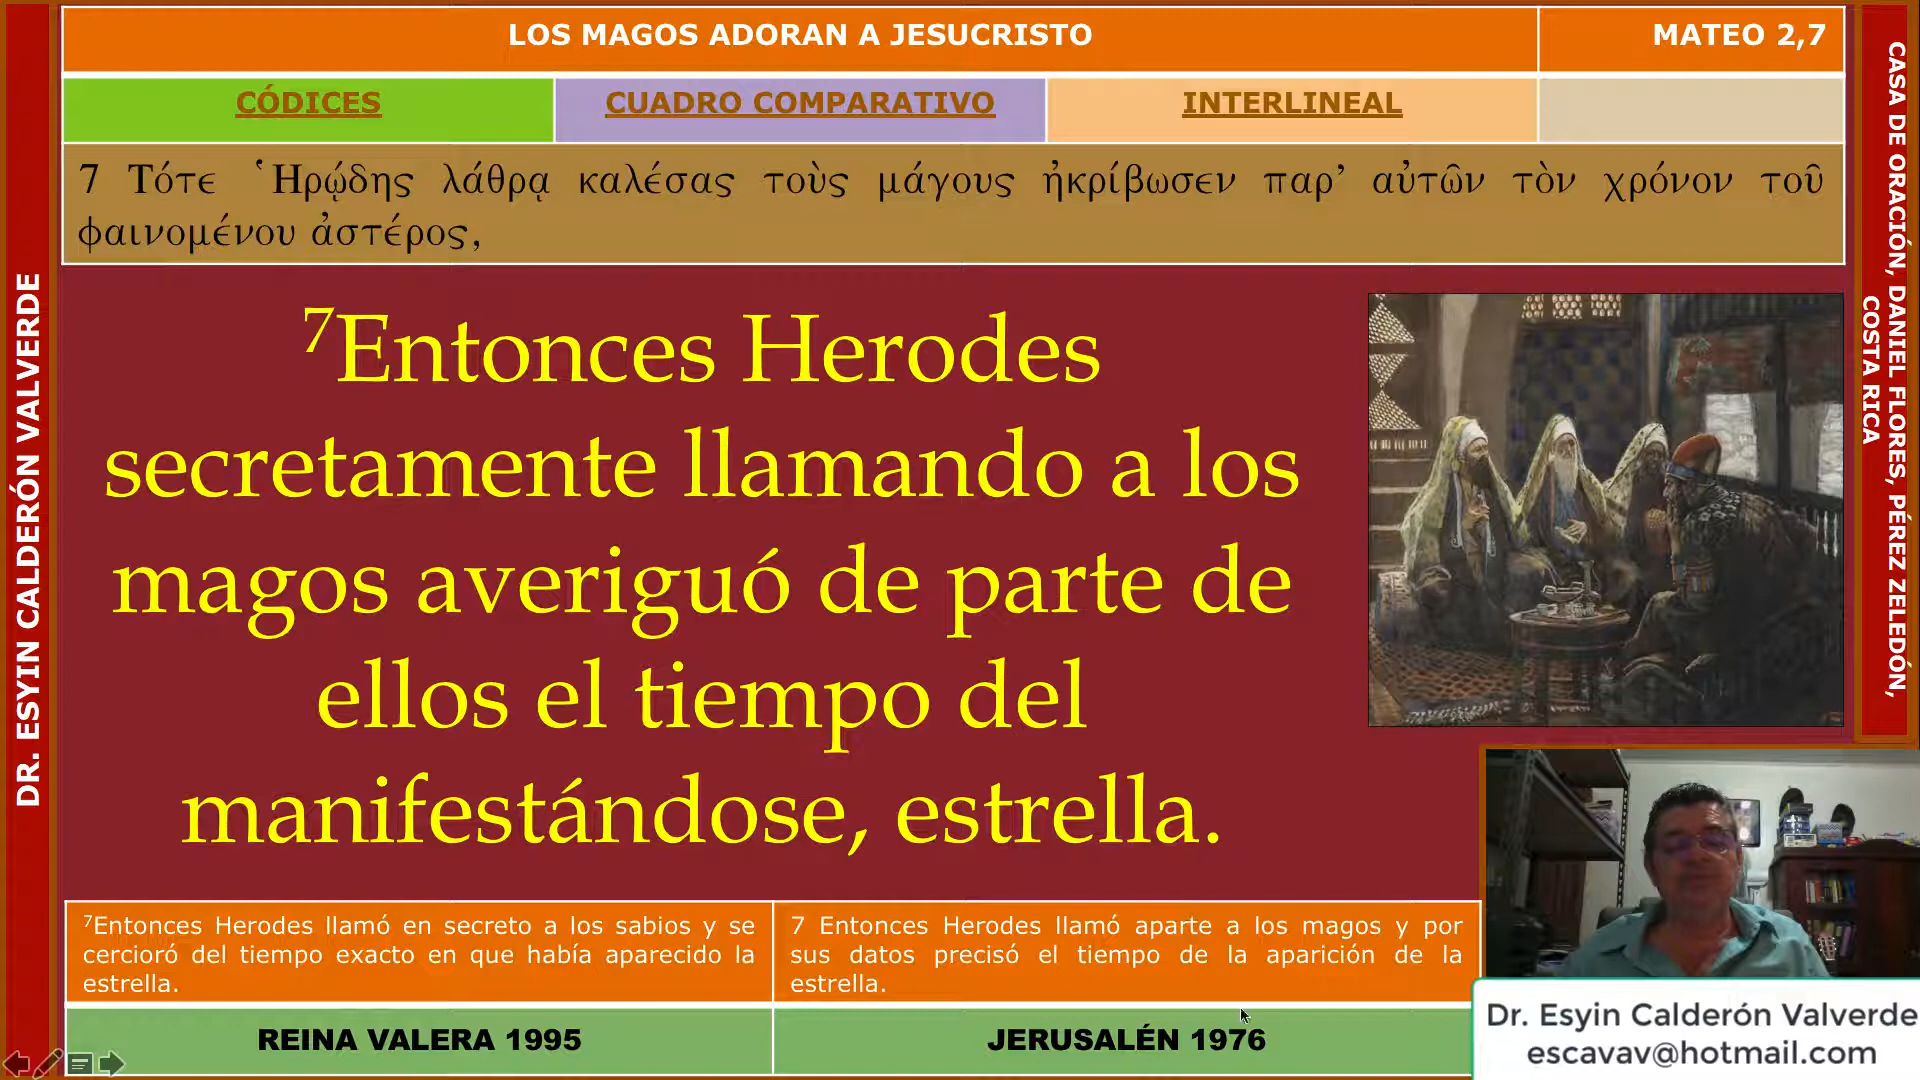 LOS MAGOS ADORAN A JESUCRISTO
MATEO 2,7
CÓDICES
CUADRO COMPARATIVO
INTERLINEAL
7 Τότε Ἡρῴδης λάθρᾳ καλέσας τοὺς μάγους ἠκρίβωσεν παρ’ αὐτῶν τὸν χρόνον τοῦ
φαινομένου ἀστέρος,
⁷Entonces Herodes
secretamente llamando a los
magos averiguó de parte de
ellos el tiempo del
manifestándose, estrella.
⁷Entonces Herodes llamó en secreto a los sabios y se
cercioró del tiempo exacto en que había aparecido la
estrella.
7 Entonces Herodes llamó aparte a los magos y por
sus datos precisó el tiempo de la aparición de la
estrella.
REINA VALERA 1995
JERUSALÉN 1976
DR. ESYIN CALDERÓN VALVERDE
CASA DE ORACIÓN, DANIEL FLORES, PÉREZ ZELEDÓN,
COSTA RICA
Dr. Esyin Calderón Valverde
escavav@hotmail.com